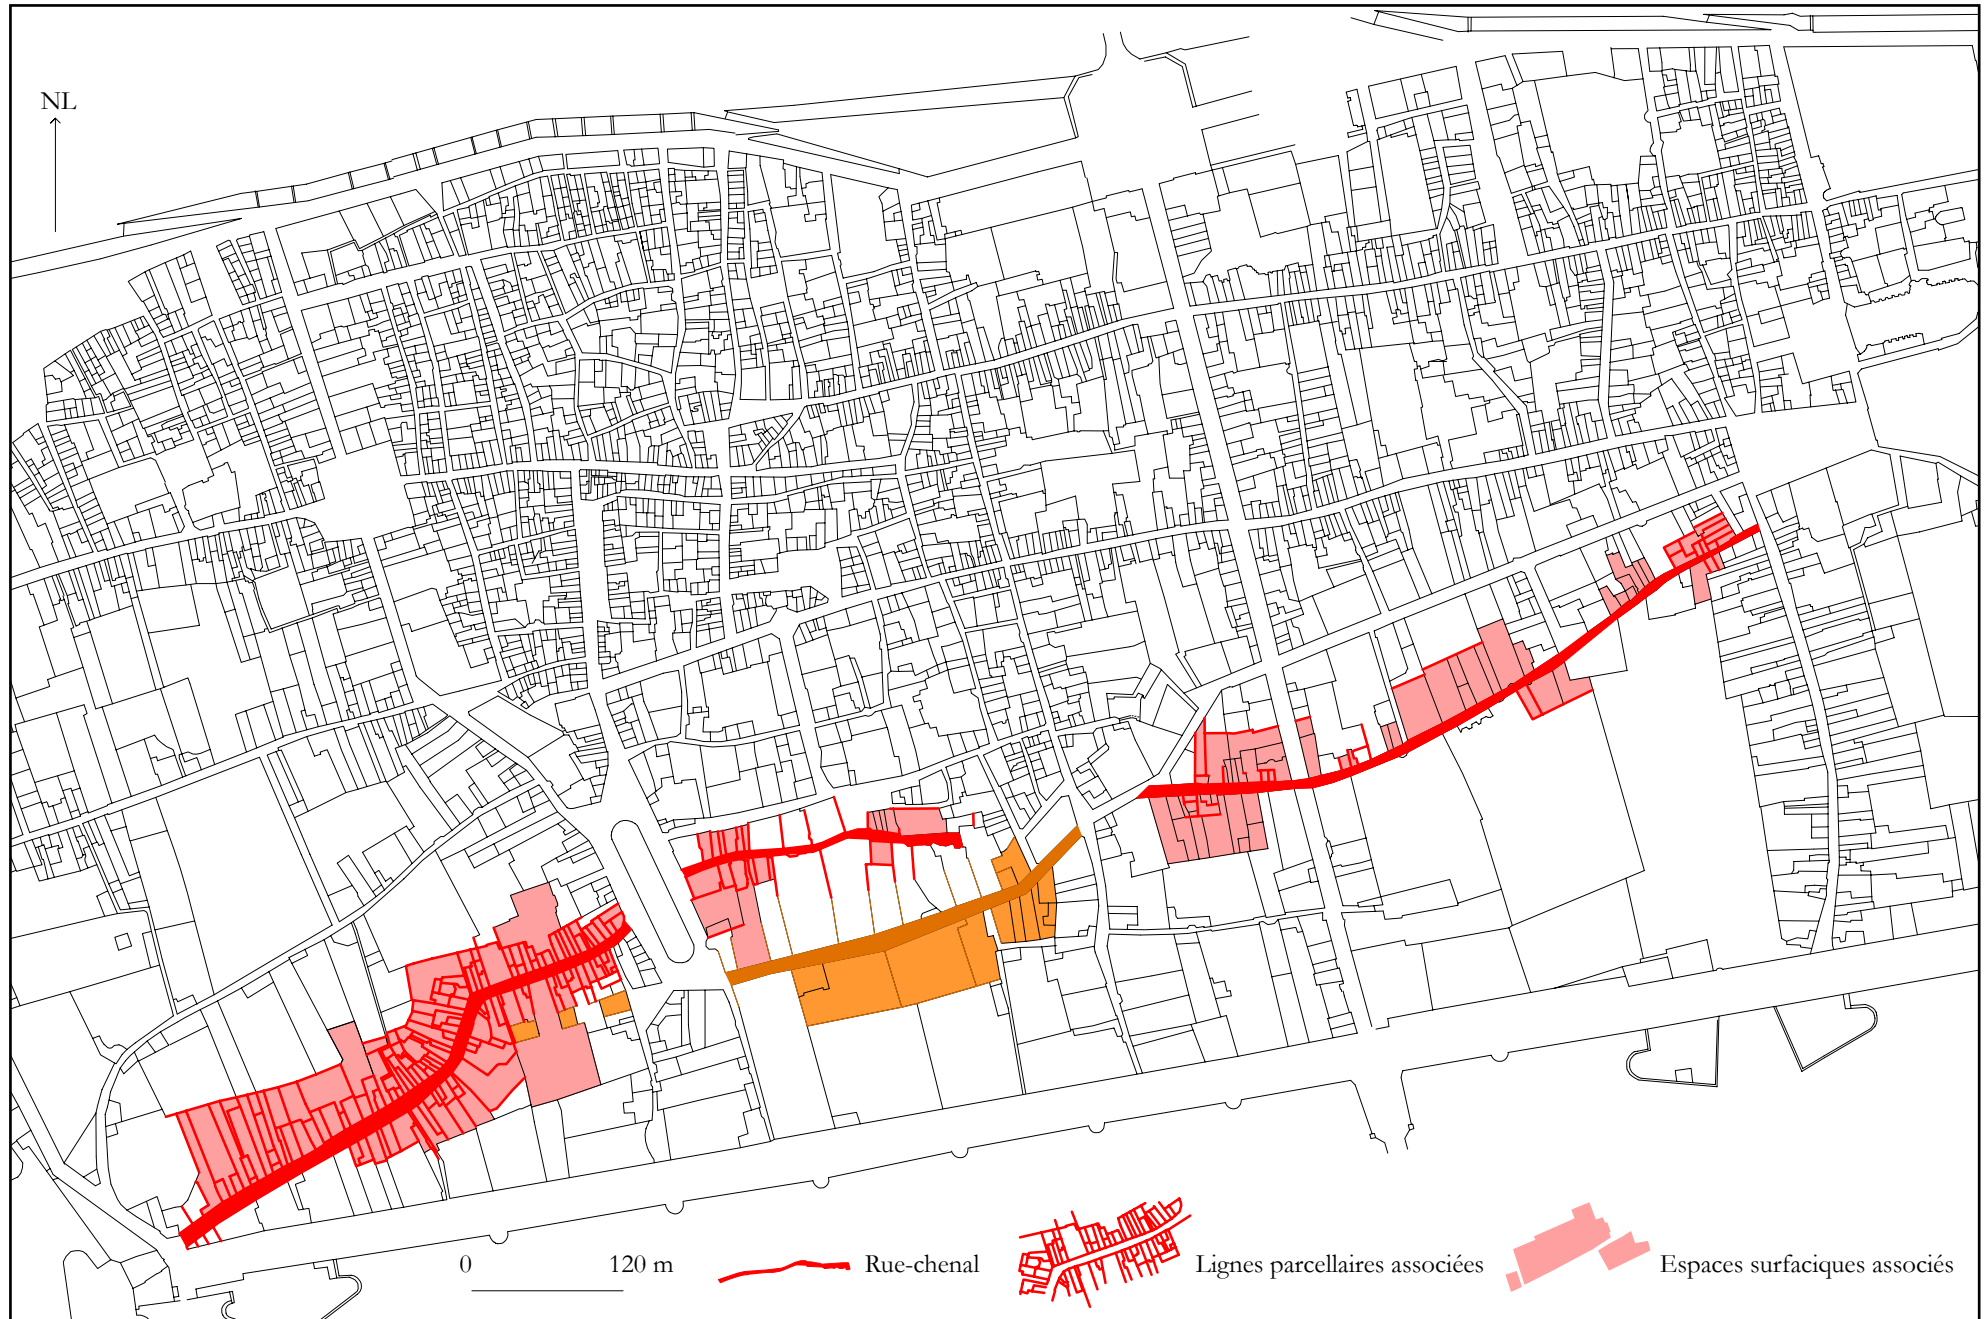 NL
0 120 m
Rue-chenal
Lignes parcellaires associées
Espaces surfaciques associés